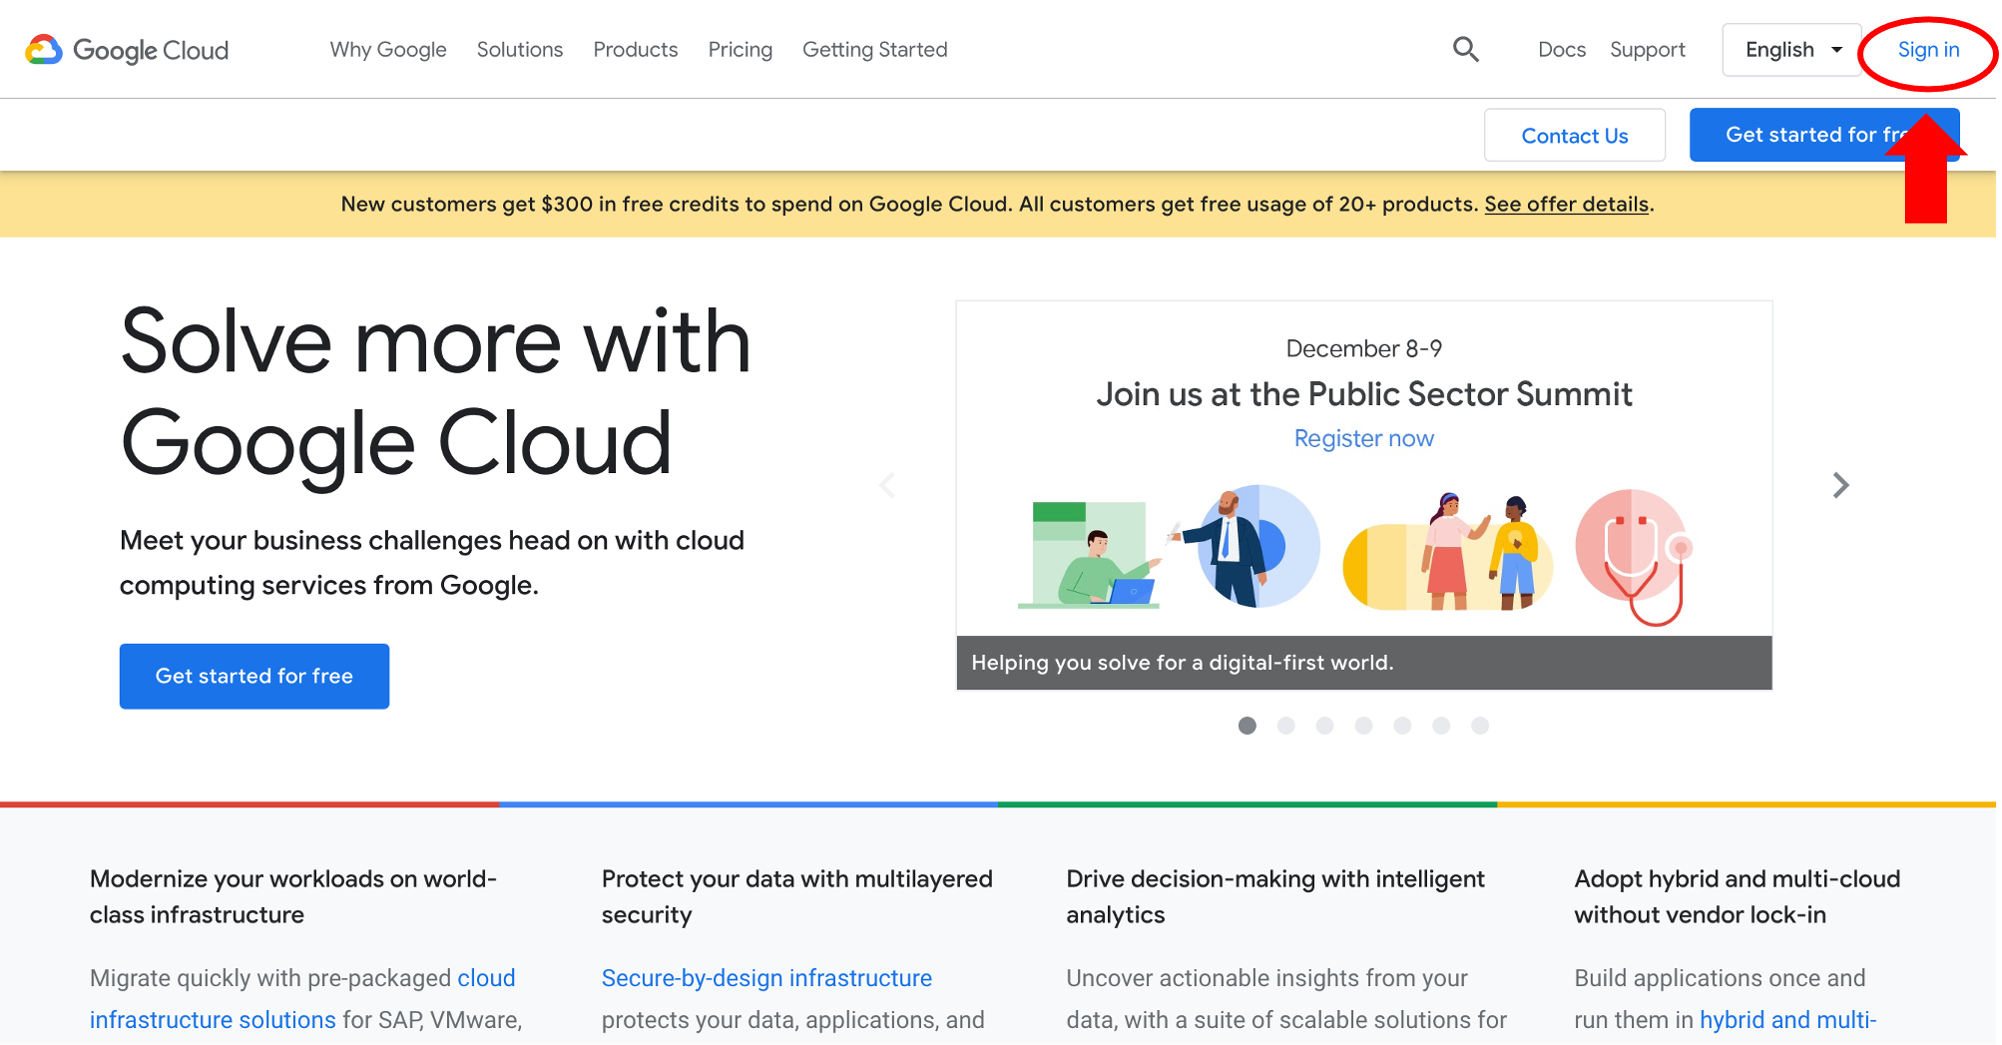 Google Cloud Why Google Solutions Products Pricing Getting Started Docs Support English Sign in
Contact Us Get started for fre
New customers get $300 in free credits to spend on Google Cloud. All customers get free usage of 20+ products. See offer details.
Solve more with
Google Cloud
Meet your business challenges head on with cloud
computing services from Google.
Get started for free
December 8-9
Join us at the Public Sector Summit
Register now
Helping you solve for a digital-first world.
Modernize your workloads on world-
class infrastructure
Migrate quickly with pre-packaged cloud
infrastructure solutions for SAP, VMware,
Protect your data with multilayered
security
Secure-by-design infrastructure
protects your data, applications, and
Drive decision-making with intelligent
analytics
Uncover actionable insights from your
data, with a suite of scalable solutions for
Adopt hybrid and multi-cloud
without vendor lock-in
Build applications once and
run them in hybrid and multi-